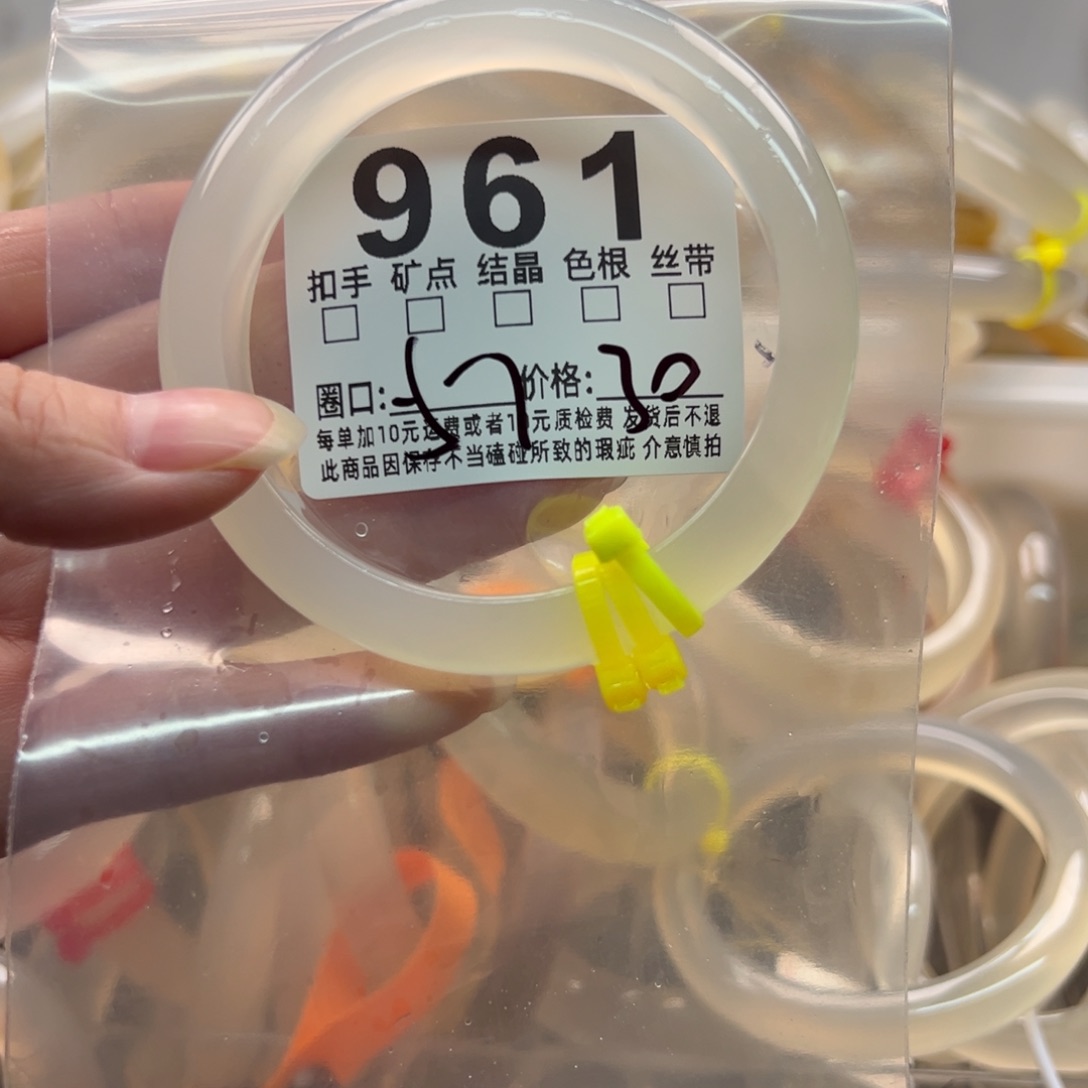 961
扣手 矿点 结晶 色根 丝带
圈口: 57 价格: 30
每单加10元运费或者10元质检费 发货后不退
此商品因保存不当磕碰所致的瑕疵 介意慎拍